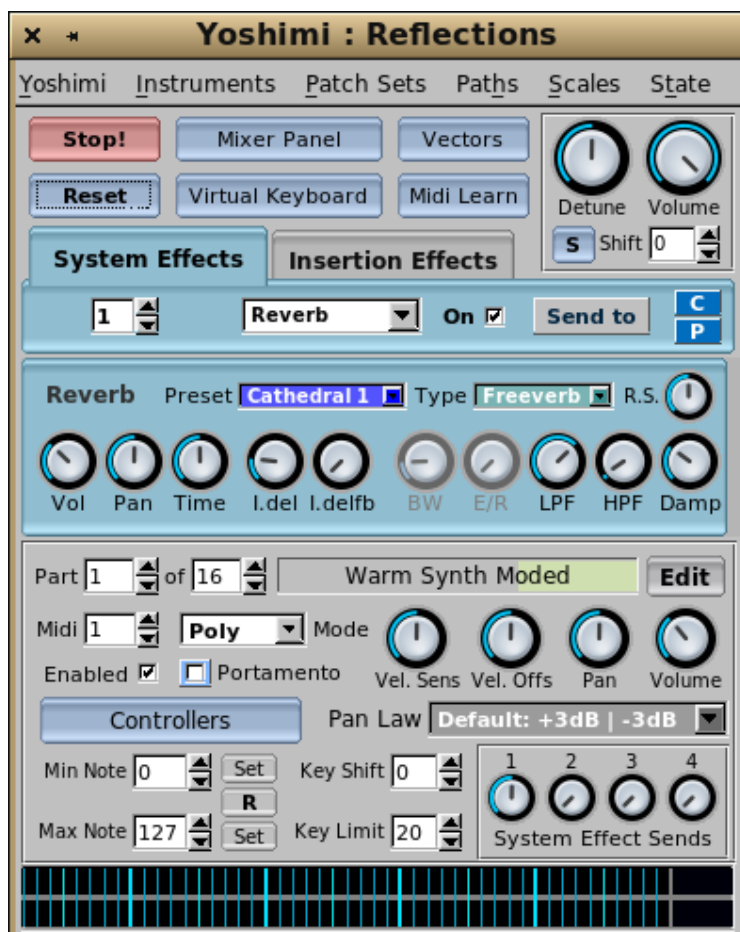 Yoshimi : Reflections
Yoshimi Instruments Patch Sets Paths Scales State
Stop! Mixer Panel Vectors
Reset Virtual Keyboard Midi Learn
Detune Volume
S Shift 0
System Effects Insertion Effects
1 Reverb On Send to C
P
Reverb Preset Cathedral 1 Type Freeverb R.S.
Vol Pan Time I.del I.delfb BW E/R LPF HPF Damp
Part 1 of 16 Warm Synth Moded Edit
Midi 1 Poly Mode
Enabled Portamento Vel. Sens Vel. Offs Pan Volume
Controllers Pan Law Default: +3dB | -3dB
Min Note 0 Set Key Shift 0
R
Max Note 127 Set Key Limit 20
1 2 3 4
System Effect Sends